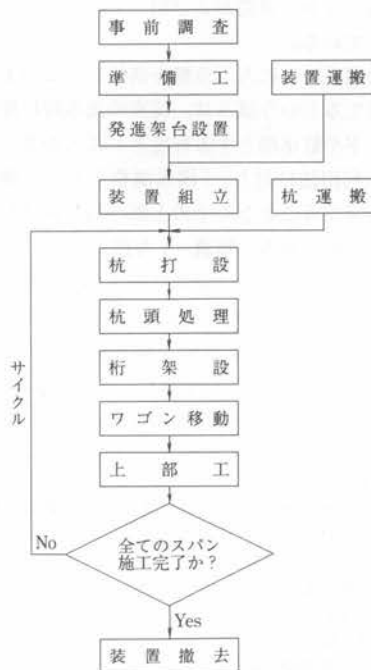 事前調査
準備工
装置運搬
発進架台設置
装置組立
杭運搬
杭打設
杭頭処理
桁架設
ワゴン移動
上部工
サイクル
No
全てのスパン
施工完了か？
Yes
装置撤去